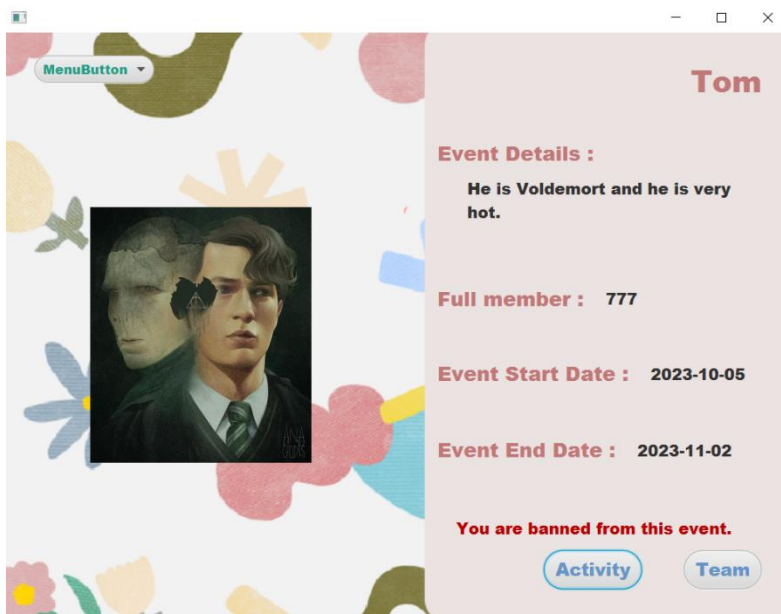 MenuButton
Tom
Event Details :
He is Voldemort and he is very
hot.
Full member : 777
Event Start Date : 2023-10-05
Event End Date : 2023-11-02
You are banned from this event.
Activity Team